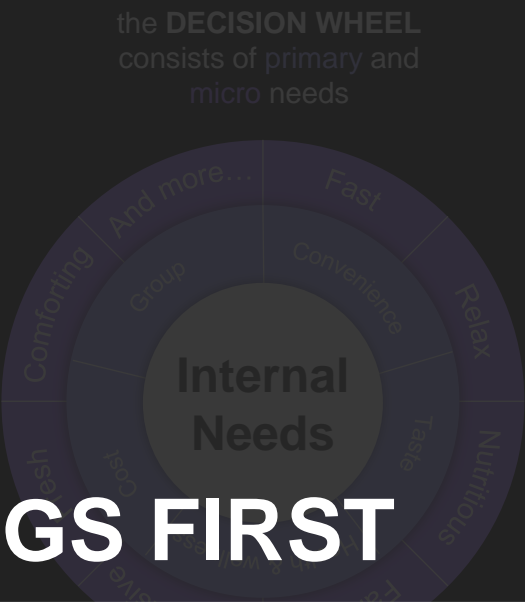 the DECISION WHEEL
consists of primary and
micro needs
And more...
Fast
Comforting
Group
Convenience
Relax
Internal
Needs
Cost
Taste
Nutritious
GS FIRST